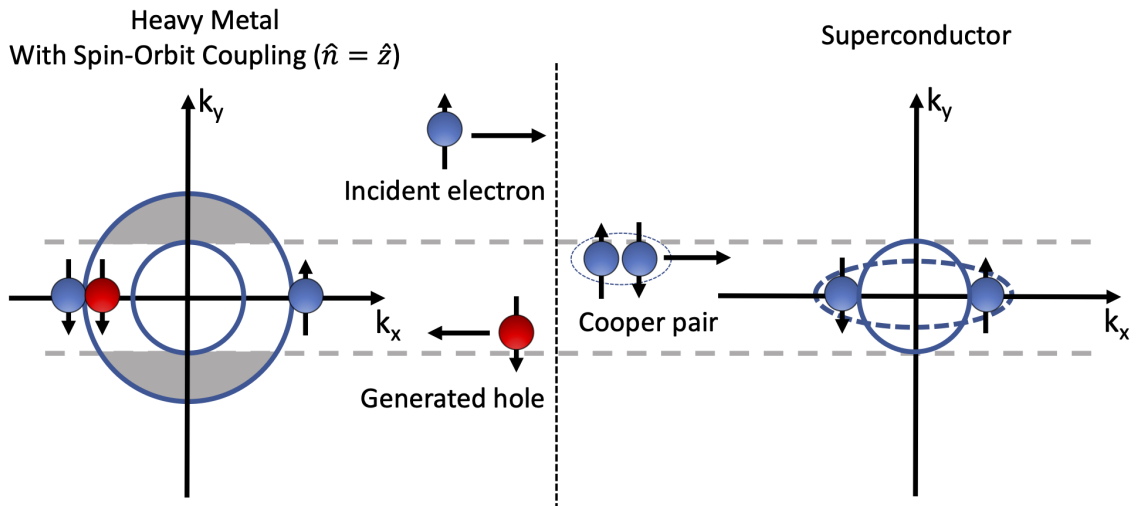 Heavy Metal
With Spin-Orbit Coupling (n̂ = ẑ)
Superconductor
k_y
k_y
Incident electron
Cooper pair
k_x
k_x
Generated hole